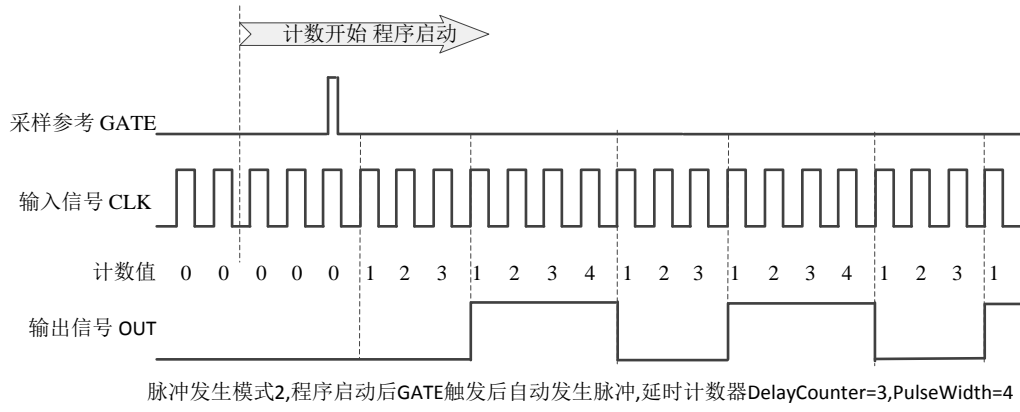 计数开始 程序启动
采样参考 GATE
输入信号 CLK
计数值 0 0 0 0 0 1 2 3 1 2 3 4 1 2 3 1 2 3 4 1 2 3 1
输出信号 OUT
脉冲发生模式2,程序启动后GATE触发后自动发生脉冲,延时计数器DelayCounter=3,PulseWidth=4